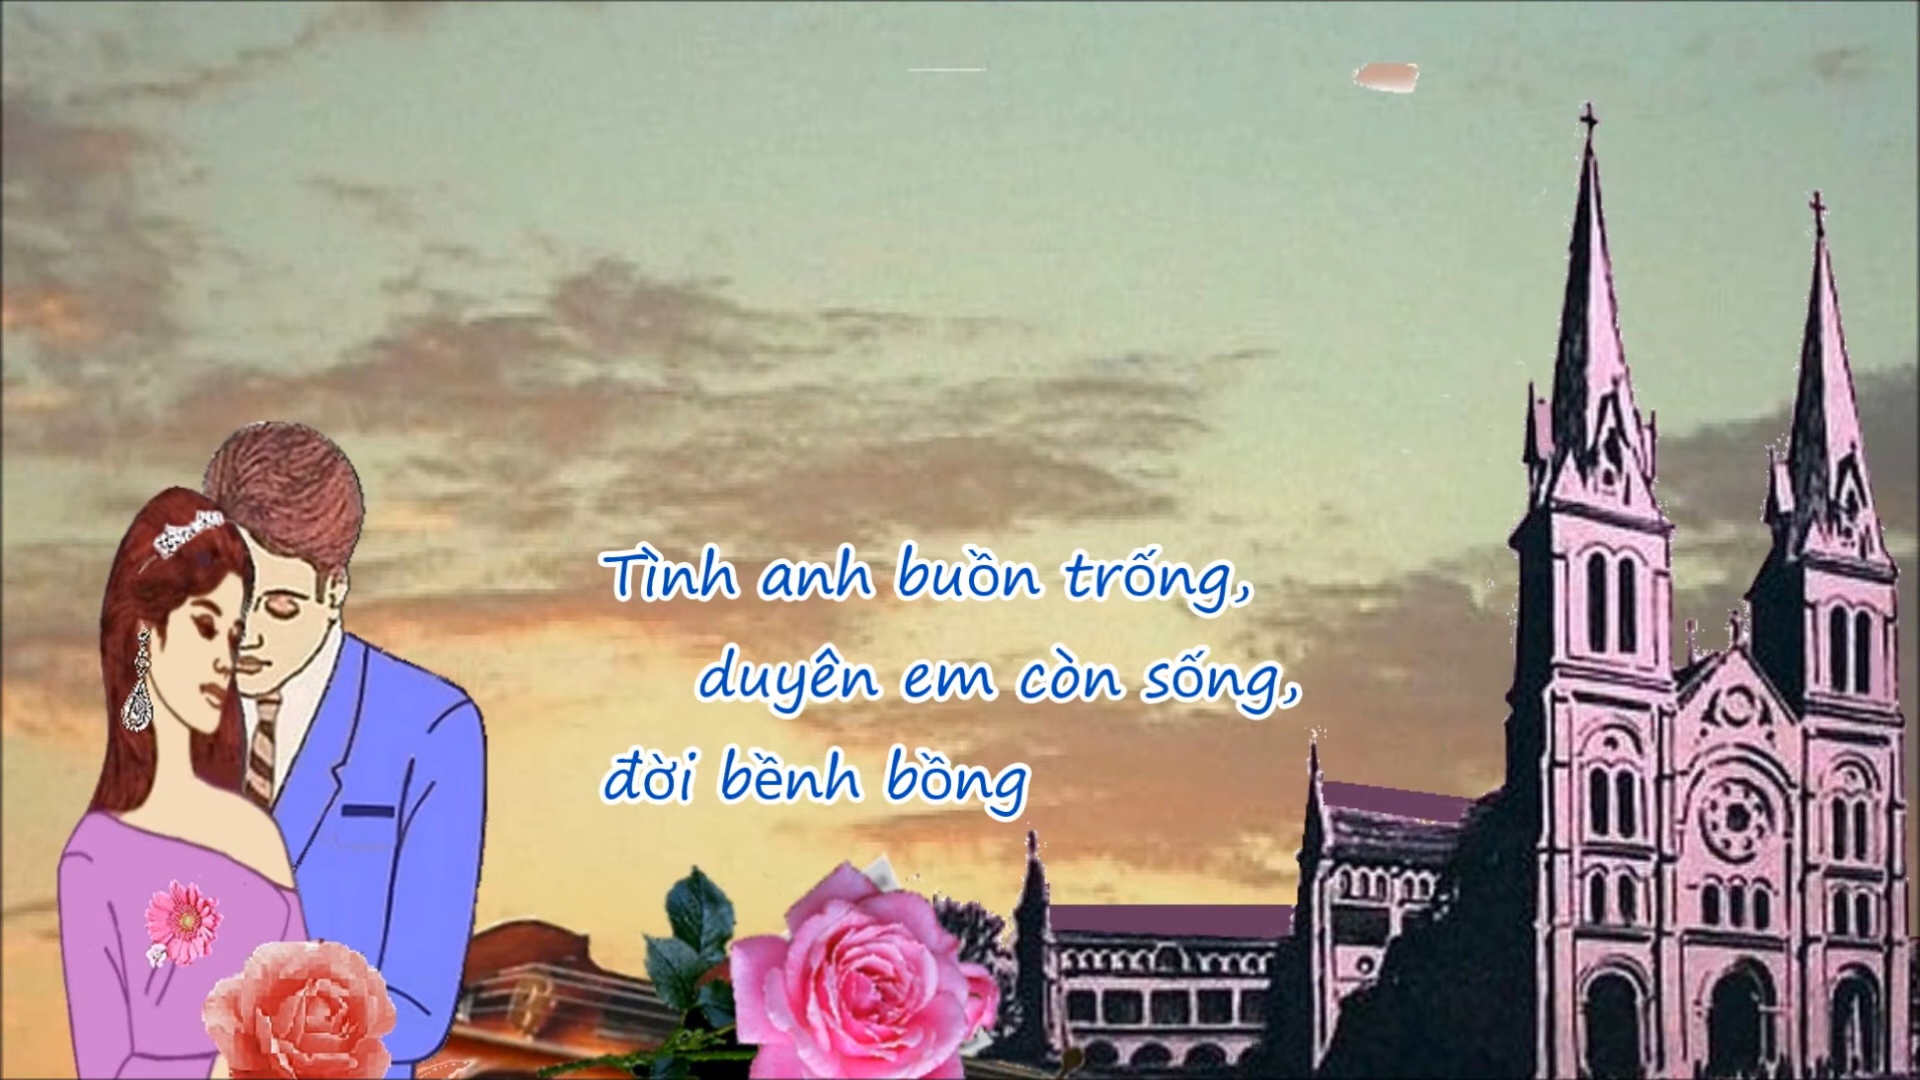 Tình anh buồn trống,
duyên em còn sống,
đời bềnh bồng